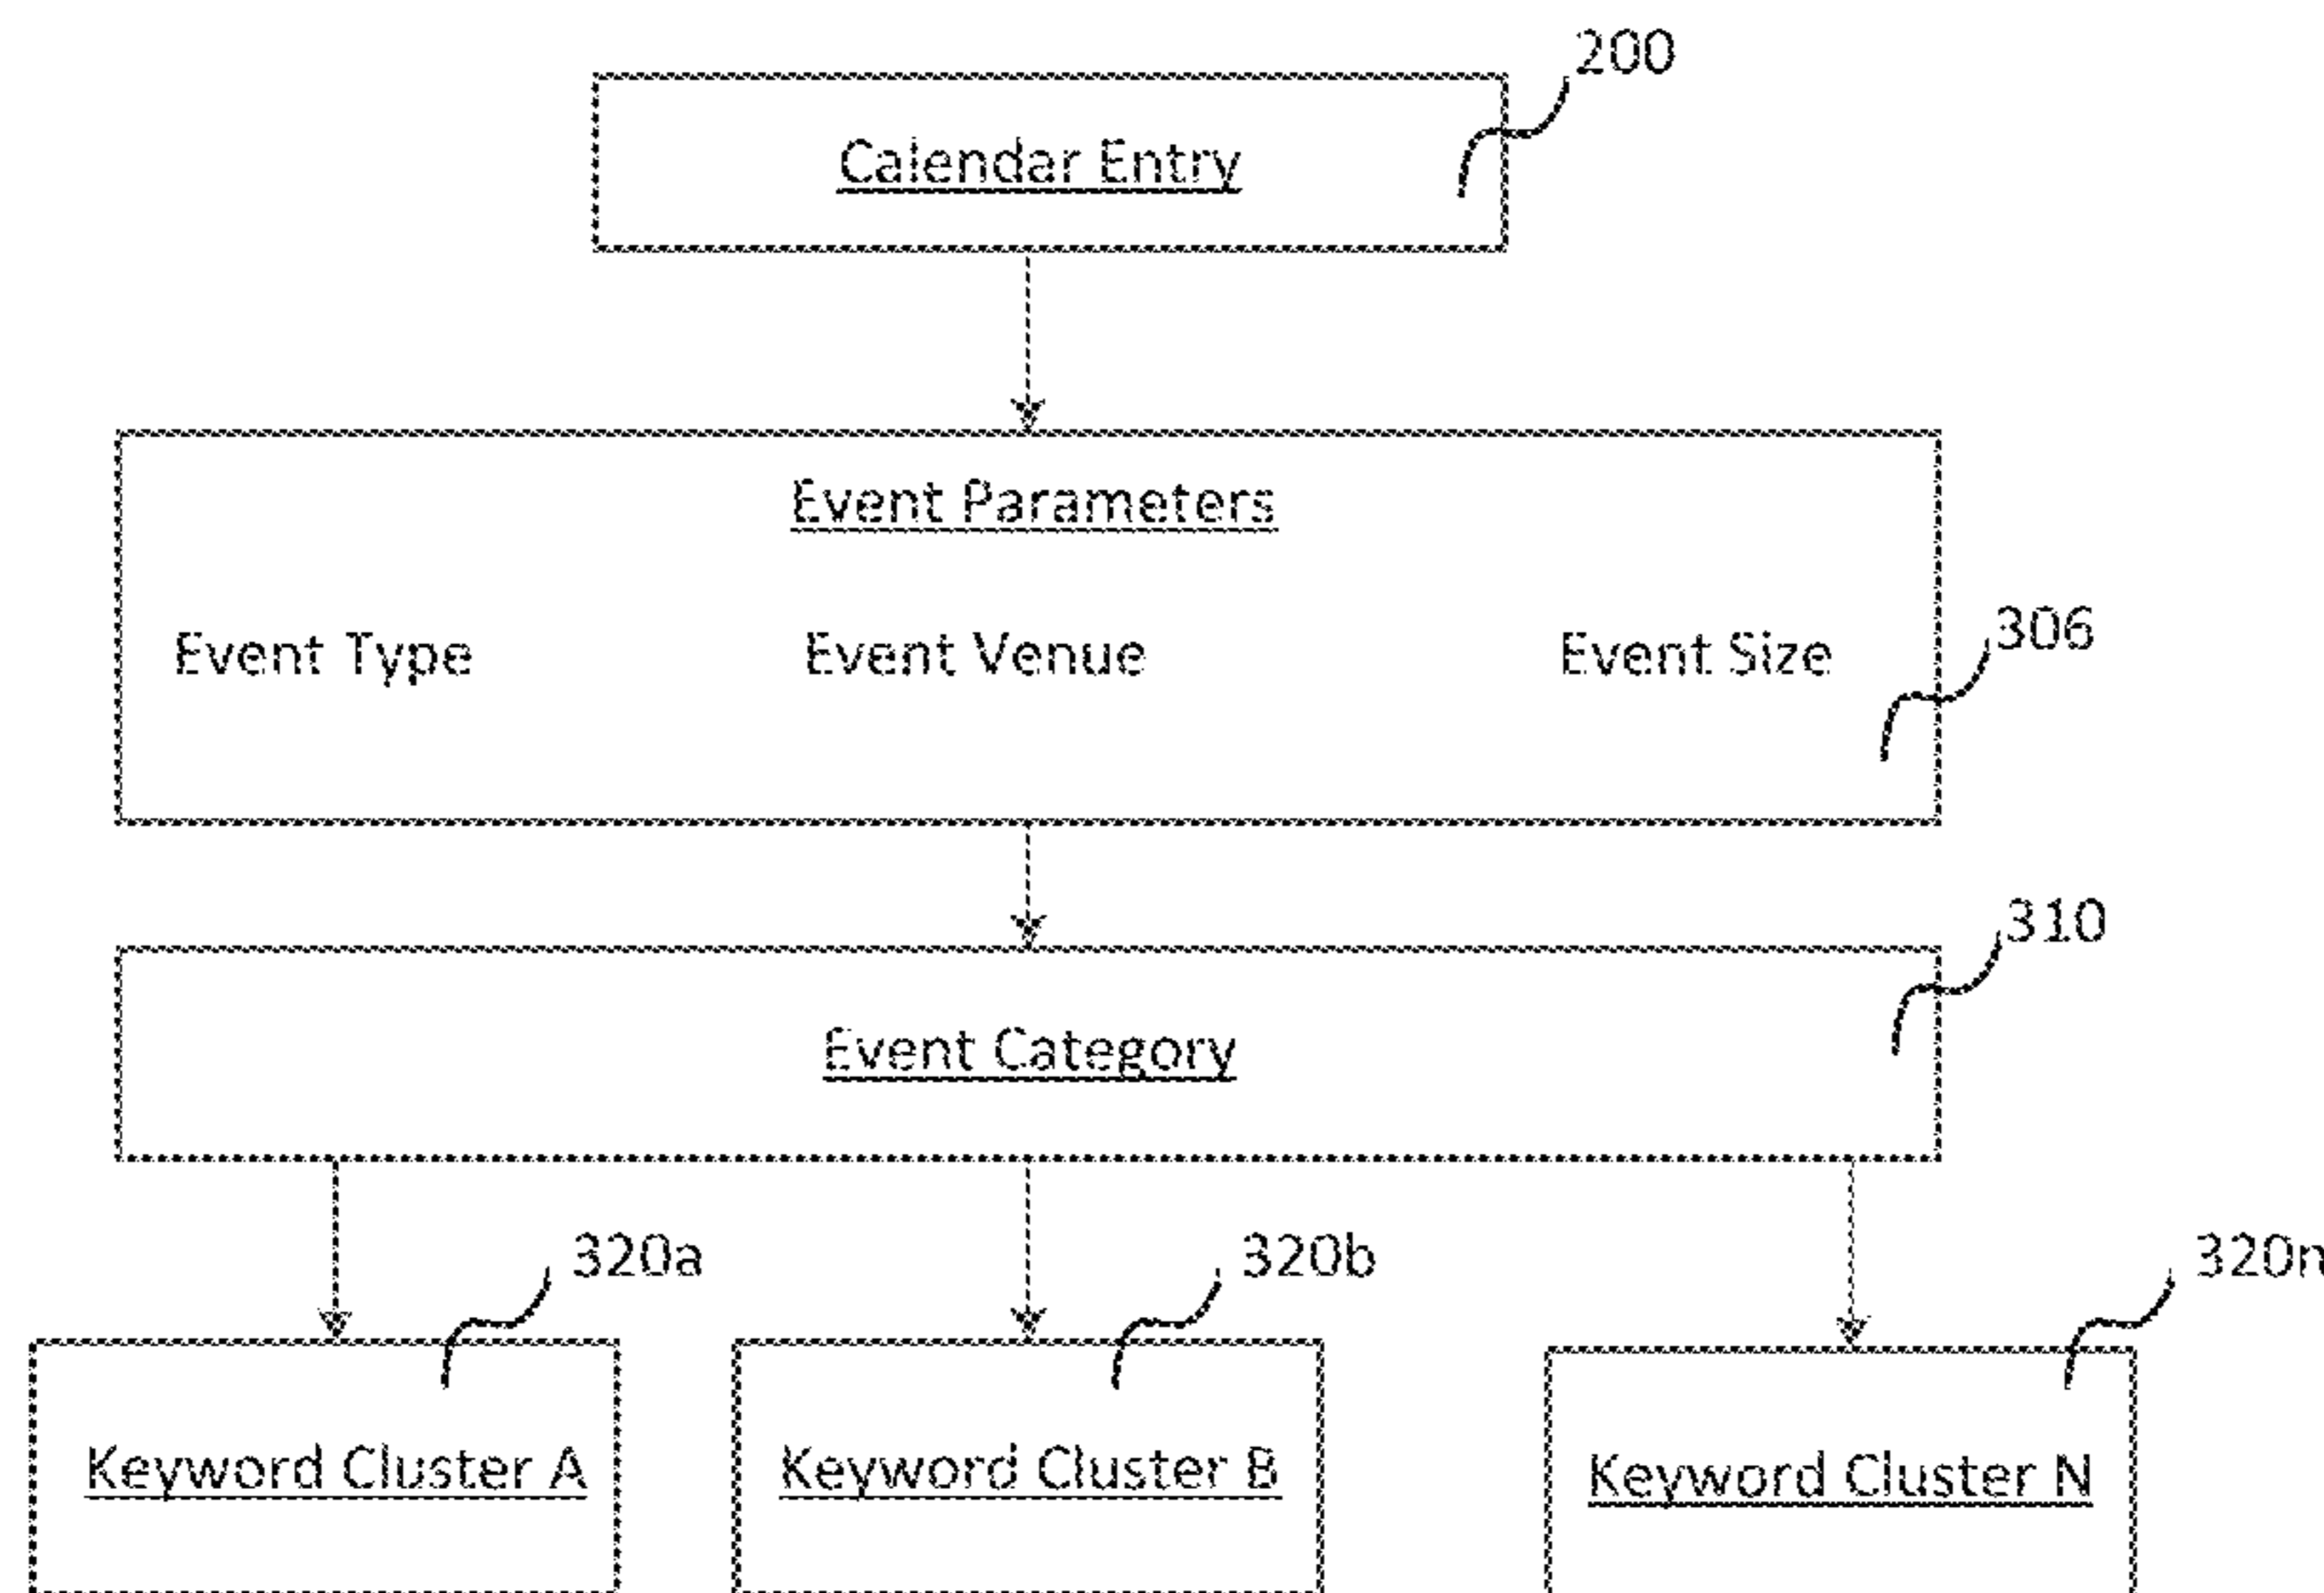 200
Calendar Entry
Event Parameters
Event Type Event Venue Event Size
306
310
Event Category
320a 320b 320n
Keyword Cluster A Keyword Cluster B Keyword Cluster N